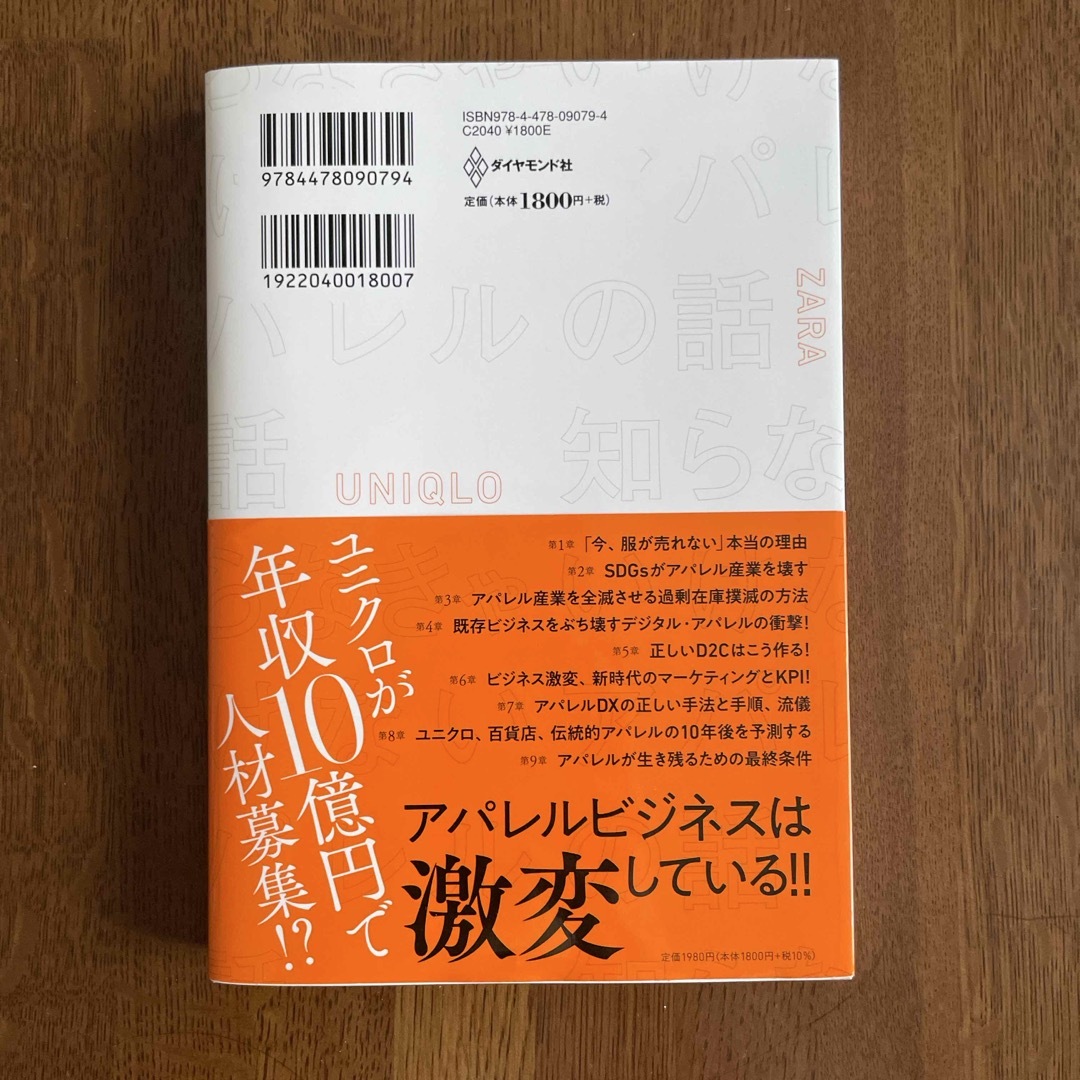 ISBN978-4-478-09079-4
C2040 ¥1800E
ダイヤモンド社
定価(本体1800円+税)
9784478090794
1922040018007
パレ
ZARA
パレルの話
話
知らな
UNIQLO
ユニクロが
年収10億円で
人材募集!?
第1章 「今、服が売れない」本当の理由
第2章 SDGsがアパレル産業を壊す
第3章 アパレル産業を全滅させる過剰在庫撲滅の方法
第4章 既存ビジネスをぶち壊すデジタル・アパレルの衝撃!
第5章 正しいD2Cはこう作る!
第6章 ビジネス激変、新時代のマーケティングとKPI!
第7章 アパレルDXの正しい手法と手順、流儀
第8章 ユニクロ、百貨店、伝統的アパレルの10年後を予測する
第9章 アパレルが生き残るための最終条件
アパレルビジネスは
激変している!!
定価1980円(本体1800円+税10%)